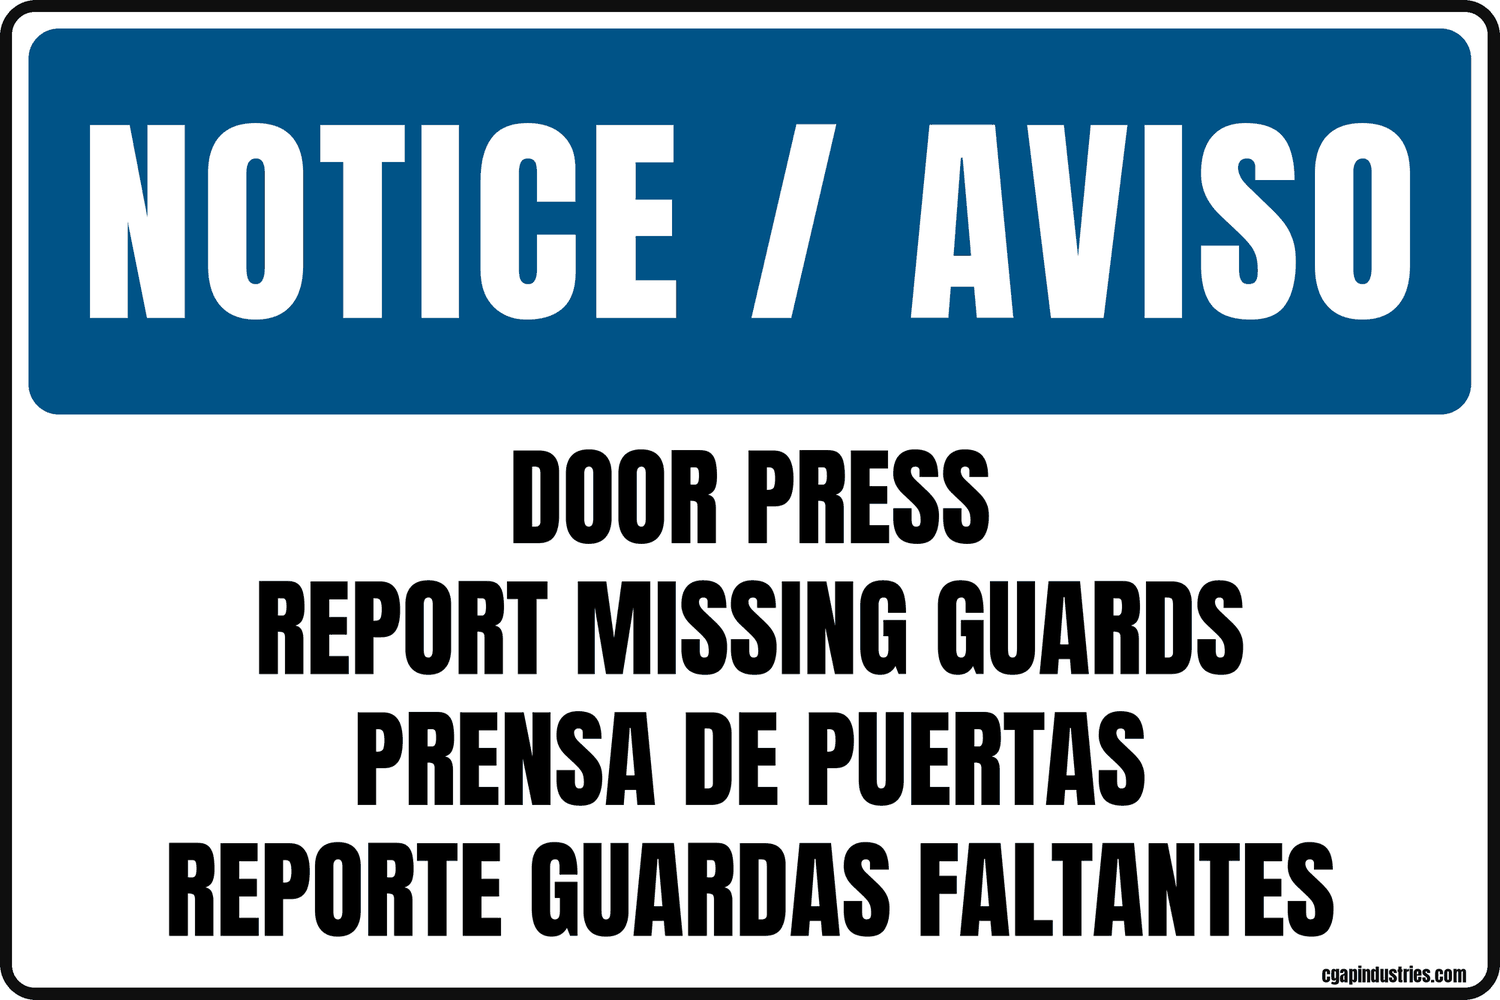 NOTICE / AVISO
DOOR PRESS
REPORT MISSING GUARDS
PRENSA DE PUERTAS
REPORTE GUARDAS FALTANTES
cgapindustries.com